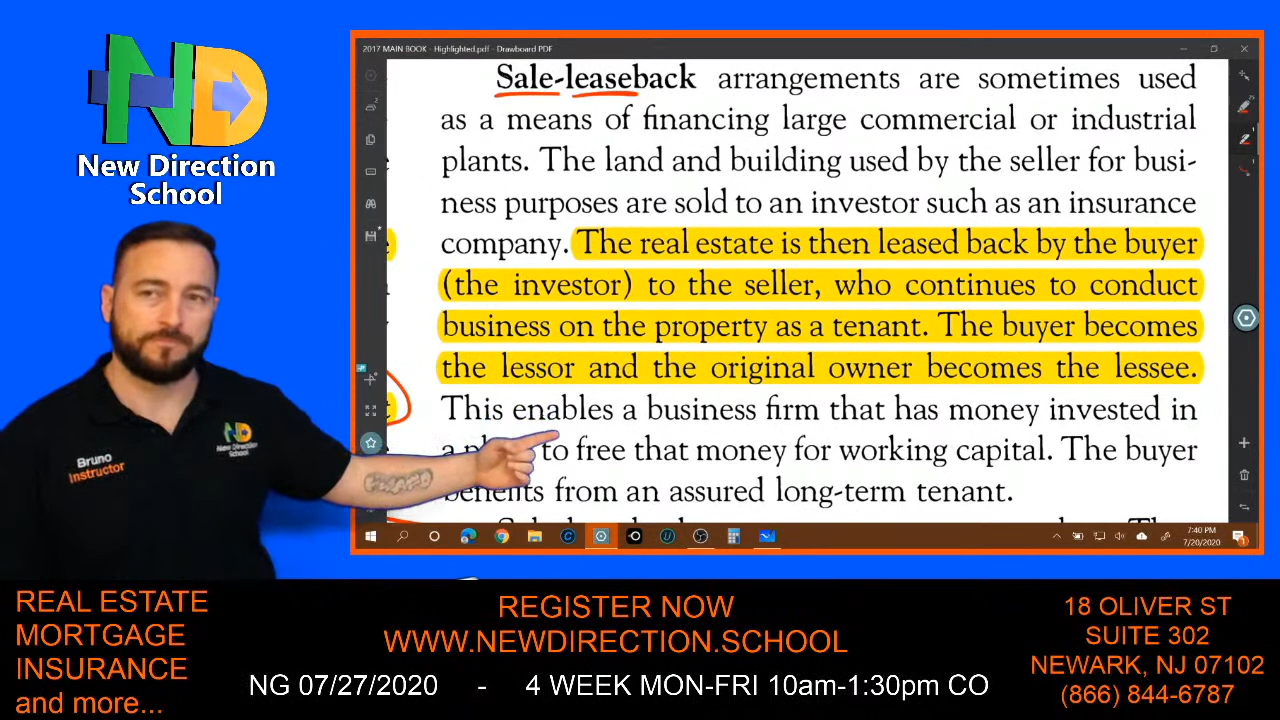 ND
New Direction
School
2017 MAIN BOOK - Highlighted.pdf - Drawboard PDF
Sale-leaseback arrangements are sometimes used
as a means of financing large commercial or industrial
plants. The land and building used by the seller for busi-
ness purposes are sold to an investor such as an insurance
company. The real estate is then leased back by the buyer
(the investor) to the seller, who continues to conduct
business on the property as a tenant. The buyer becomes
the lessor and the original owner becomes the lessee.
This enables a business firm that has money invested in
a to free that money for working capital. The buyer
benefits from an assured long-term tenant.
7:40 PM
7/20/2020
ND
Bruno
Instructor
REAL ESTATE
MORTGAGE
INSURANCE
and more...
REGISTER NOW
WWW.NEWDIRECTION.SCHOOL
NG 07/27/2020 - 4 WEEK MON-FRI 10am-1:30pm CO
18 OLIVER ST
SUITE 302
NEWARK, NJ 07102
(866) 844-6787